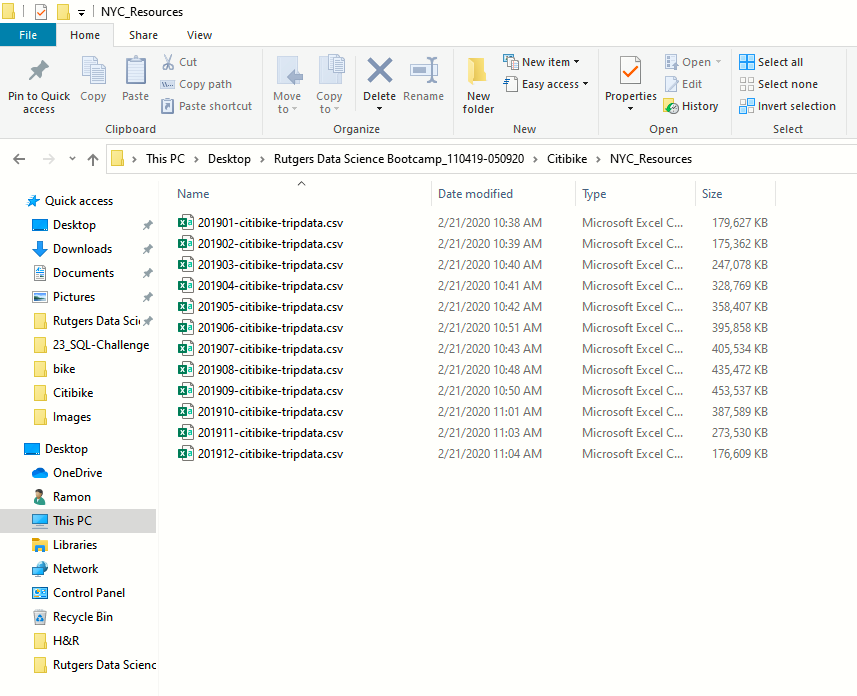 NYC_Resources
File Home Share View
Pin to Quick access
Copy
Paste
Cut
Copy path
Paste shortcut
Clipboard
Move to
Copy to
Delete
Rename
Organize
New folder
New item
Easy access
New
Properties
Open
Edit
History
Open
Select all
Select none
Invert selection
Select
This PC > Desktop > Rutgers Data Science Bootcamp_110419-050920 > Citibike > NYC_Resources
Quick access
Desktop
Downloads
Documents
Pictures
Rutgers Data Sci
23_SQL-Challenge
bike
Citibike
Images
Desktop
OneDrive
Ramon
This PC
Libraries
Network
Control Panel
Recycle Bin
H&R
Rutgers Data Scienc
Name Date modified Type Size
201901-citibike-tripdata.csv 2/21/2020 10:38 AM Microsoft Excel C... 179,627 KB
201902-citibike-tripdata.csv 2/21/2020 10:39 AM Microsoft Excel C... 175,362 KB
201903-citibike-tripdata.csv 2/21/2020 10:40 AM Microsoft Excel C... 247,078 KB
201904-citibike-tripdata.csv 2/21/2020 10:41 AM Microsoft Excel C... 328,769 KB
201905-citibike-tripdata.csv 2/21/2020 10:42 AM Microsoft Excel C... 358,407 KB
201906-citibike-tripdata.csv 2/21/2020 10:51 AM Microsoft Excel C... 395,858 KB
201907-citibike-tripdata.csv 2/21/2020 10:43 AM Microsoft Excel C... 405,534 KB
201908-citibike-tripdata.csv 2/21/2020 10:48 AM Microsoft Excel C... 435,472 KB
201909-citibike-tripdata.csv 2/21/2020 10:50 AM Microsoft Excel C... 453,537 KB
201910-citibike-tripdata.csv 2/21/2020 11:01 AM Microsoft Excel C... 387,589 KB
201911-citibike-tripdata.csv 2/21/2020 11:03 AM Microsoft Excel C... 273,530 KB
201912-citibike-tripdata.csv 2/21/2020 11:04 AM Microsoft Excel C... 176,609 KB